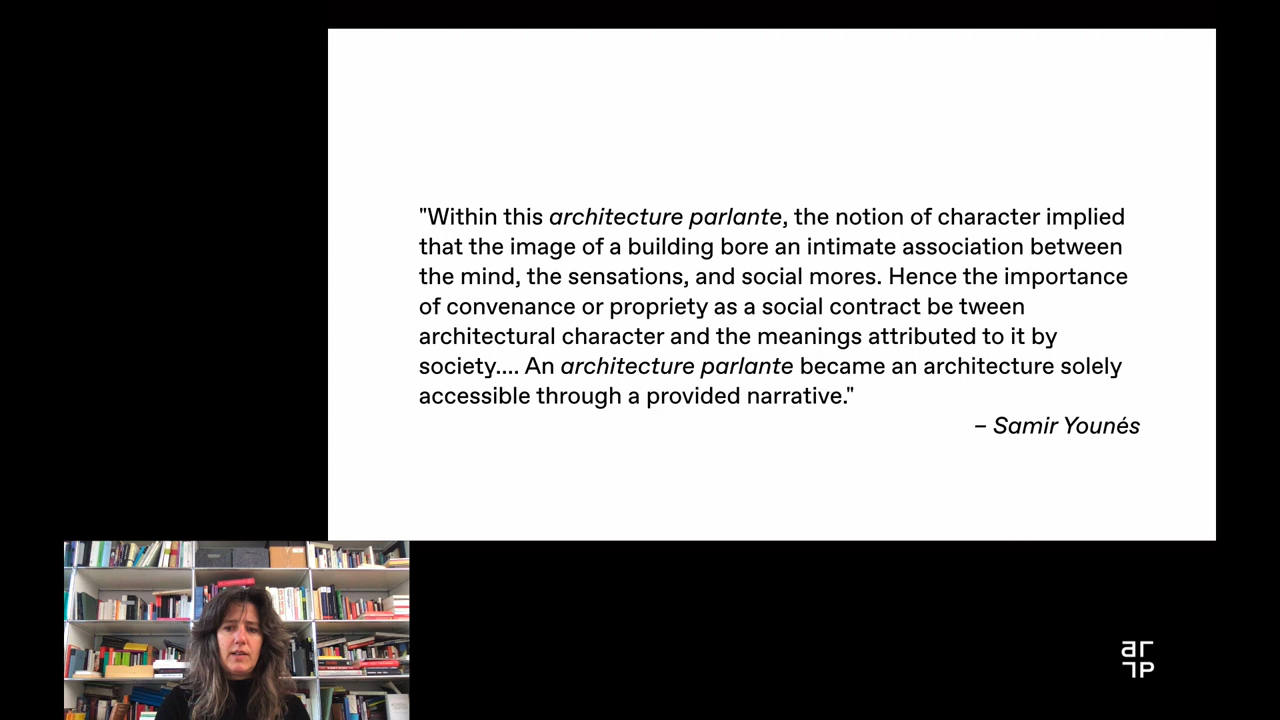 "Within this architecture parlante, the notion of character implied
that the image of a building bore an intimate association between
the mind, the sensations, and social mores. Hence the importance
of convenance or propriety as a social contract be tween
architectural character and the meanings attributed to it by
society.... An architecture parlante became an architecture solely
accessible through a provided narrative."
– Samir Younés